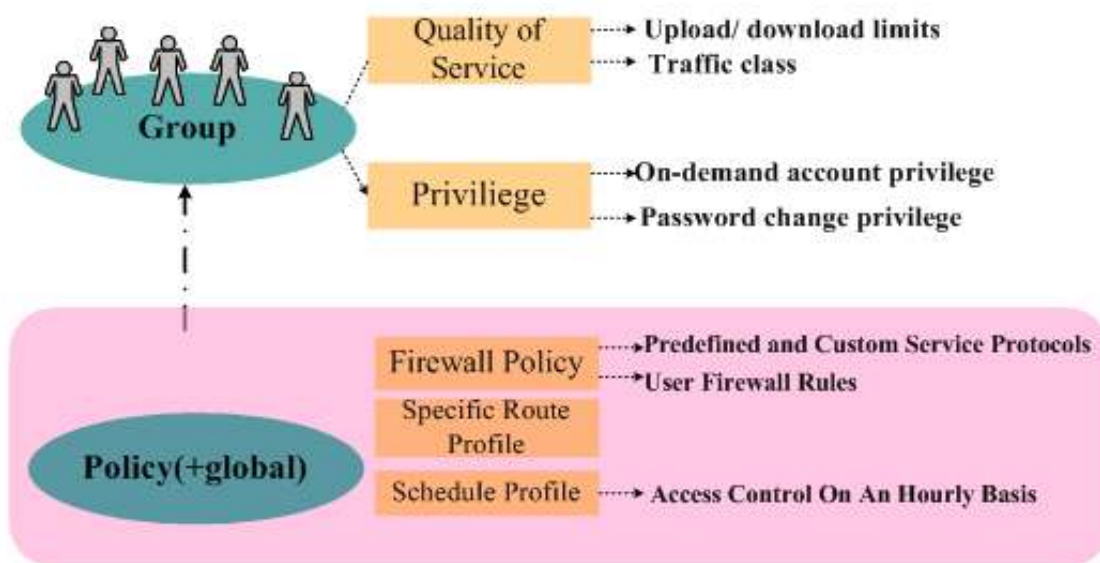 Quality of
Service
Upload/ download limits
Traffic class
Group
Priviliege
On-demand account privilege
Password change privilege
Firewall Policy
Predefined and Custom Service Protocols
User Firewall Rules
Specific Route
Profile
Policy(+global)
Schedule Profile
Access Control On An Hourly Basis